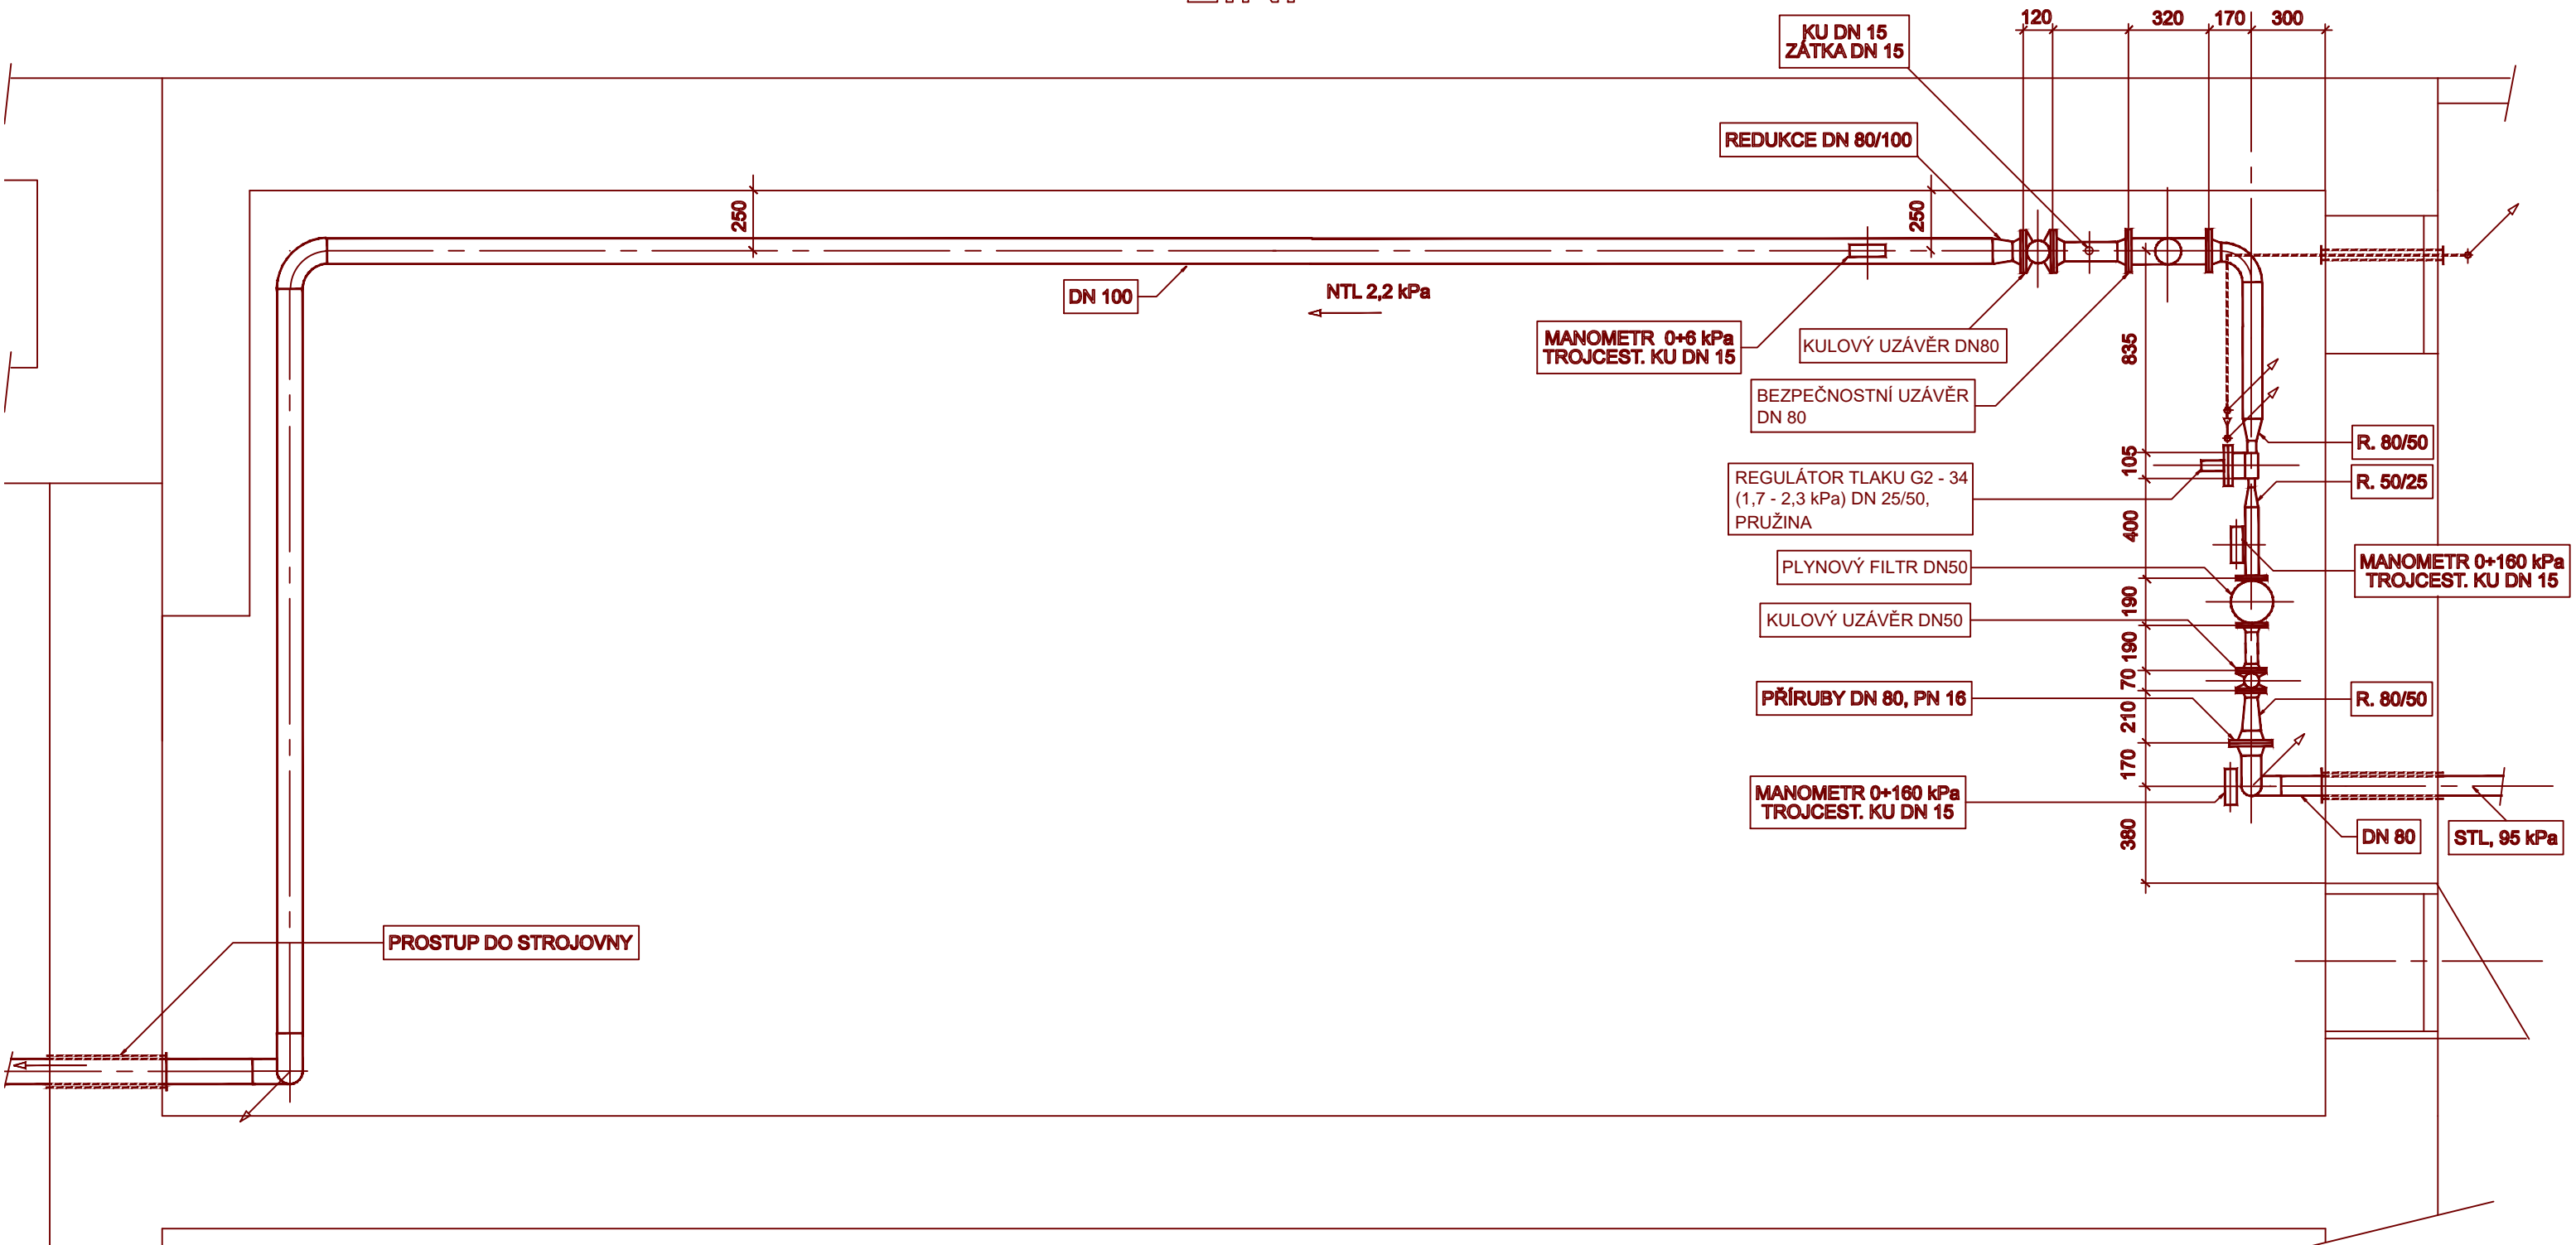 120
320
170
300
KU DN 15
ZÁTKA DN 15
REDUKCE DN 80/100
250
250
DN 100
NTL 2,2 kPa
MANOMETR 0+6 kPa
TROJCEST. KU DN 15
KULOVÝ UZÁVĚR DN80
835
BEZPEČNOSTNÍ UZÁVĚR
DN 80
R. 80/50
105
REGULÁTOR TLAKU G2 - 34
(1,7 - 2,3 kPa) DN 25/50,
PRUŽINA
R. 50/25
400
PLYNOVÝ FILTR DN50
MANOMETR 0+160 kPa
TROJCEST. KU DN 15
190
KULOVÝ UZÁVĚR DN50
190
70
PŘÍRUBY DN 80, PN 16
R. 80/50
210
170
MANOMETR 0+160 kPa
TROJCEST. KU DN 15
380
DN 80
STL, 95 kPa
PROSTUP DO STROJOVNY